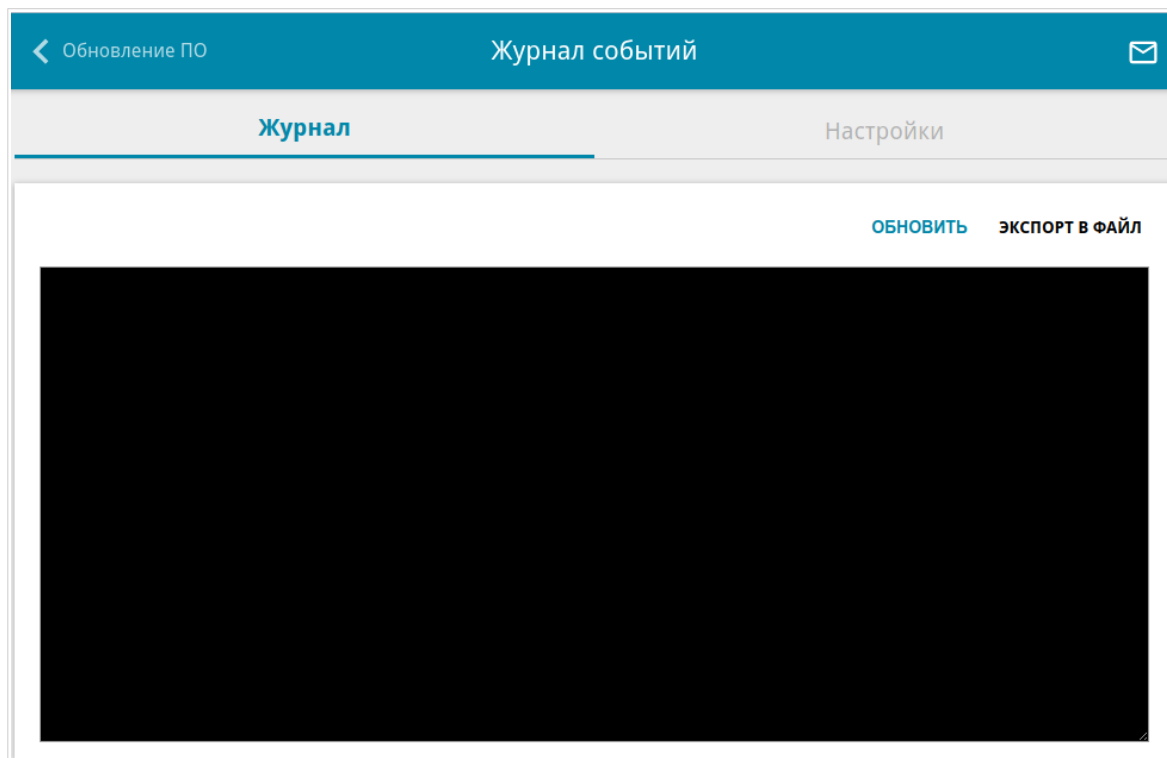 Обновление ПО
Журнал событий
Журнал
Настройки
ОБНОВИТЬ ЭКСПОРТ В ФАЙЛ